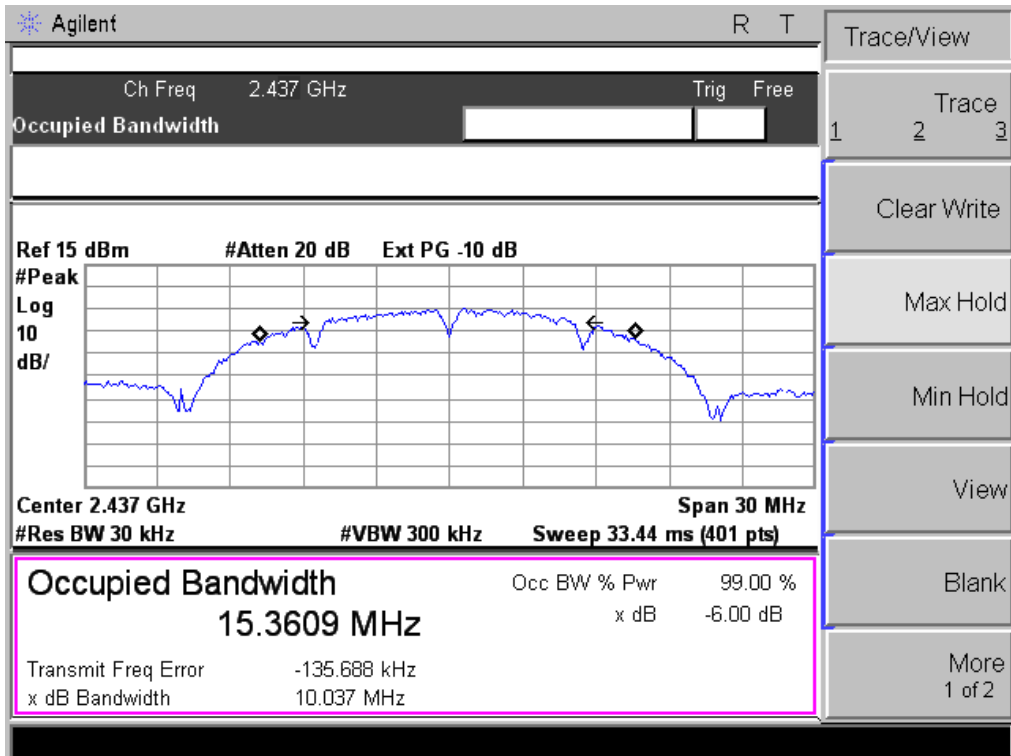 Agilent R T
Ch Freq 2.437 GHz Trig Free
Occupied Bandwidth
Ref 15 dBm #Atten 20 dB Ext PG -10 dB
#Peak
Log
10
dB/
Center 2.437 GHz Span 30 MHz
#Res BW 30 kHz #VBW 300 kHz Sweep 33.44 ms (401 pts)
Occupied Bandwidth Occ BW % Pwr 99.00 %
15.3609 MHz x dB -6.00 dB
Transmit Freq Error -135.688 kHz
x dB Bandwidth 10.037 MHz
Trace/View
Trace
1 2 3
Clear Write
Max Hold
Min Hold
View
Blank
More
1 of 2